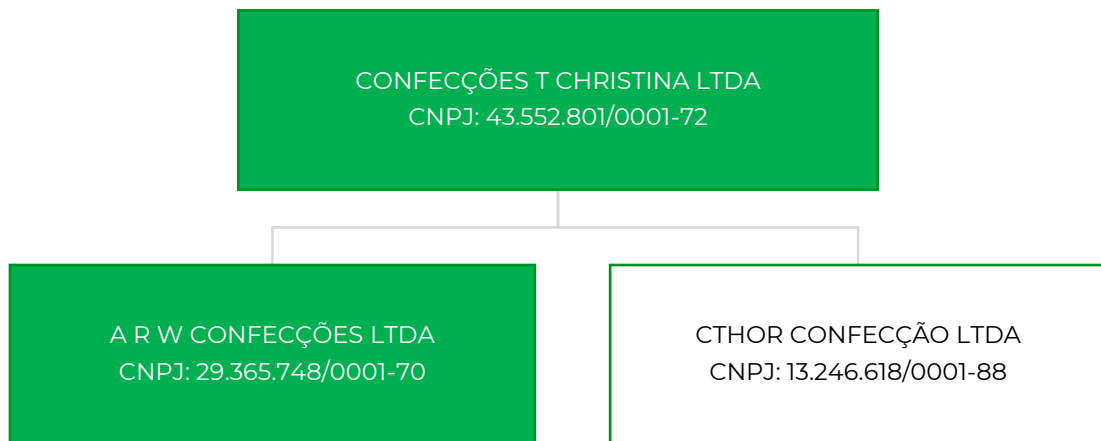 CONFECÇÕES T CHRISTINA LTDA
CNPJ: 43.552.801/0001-72
A R W CONFECÇÕES LTDA
CNPJ: 29.365.748/0001-70
CTHOR CONFECÇÃO LTDA
CNPJ: 13.246.618/0001-88